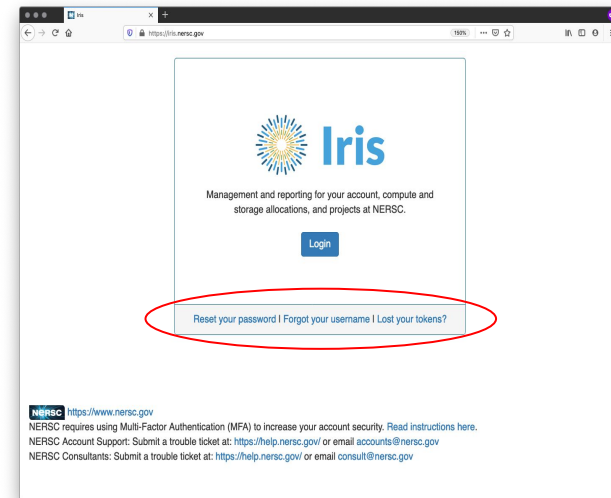 Iris
https://iris.nersc.gov
150%
Iris
Management and reporting for your account, compute and
storage allocations, and projects at NERSC.
Login
Reset your password | Forgot your username | Lost your tokens?
NERSC https://www.nersc.gov
NERSC requires using Multi-Factor Authentication (MFA) to increase your account security. Read instructions here.
NERSC Account Support: Submit a trouble ticket at: https://help.nersc.gov/ or email accounts@nersc.gov
NERSC Consultants: Submit a trouble ticket at: https://help.nersc.gov/ or email consult@nersc.gov